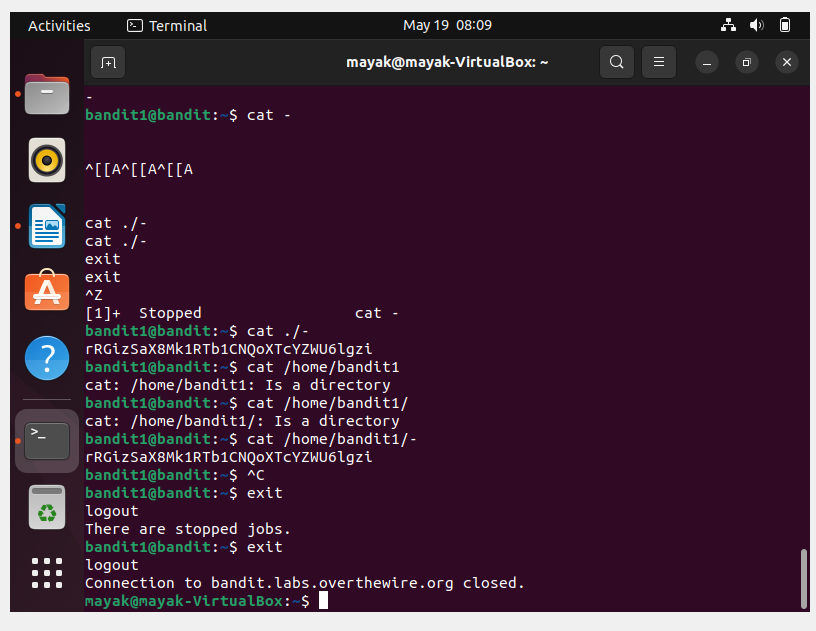 Activities
Terminal
May 19 08:09
mayak@mayak-VirtualBox: ~
-
bandit1@bandit:~$ cat -
^[[A^[[A^[[A
cat ./-
cat ./-
exit
exit
^Z
[1]+  Stopped                 cat -
bandit1@bandit:~$ cat ./-
rRGizSaX8Mk1RTb1CNQoXTcYZWU6lgzi
bandit1@bandit:~$ cat /home/bandit1
cat: /home/bandit1: Is a directory
bandit1@bandit:~$ cat /home/bandit1/
cat: /home/bandit1/: Is a directory
bandit1@bandit:~$ cat /home/bandit1/-
rRGizSaX8Mk1RTb1CNQoXTcYZWU6lgzi
bandit1@bandit:~$ ^C
bandit1@bandit:~$ exit
logout
There are stopped jobs.
bandit1@bandit:~$ exit
logout
Connection to bandit.labs.overthewire.org closed.
mayak@mayak-VirtualBox:~$